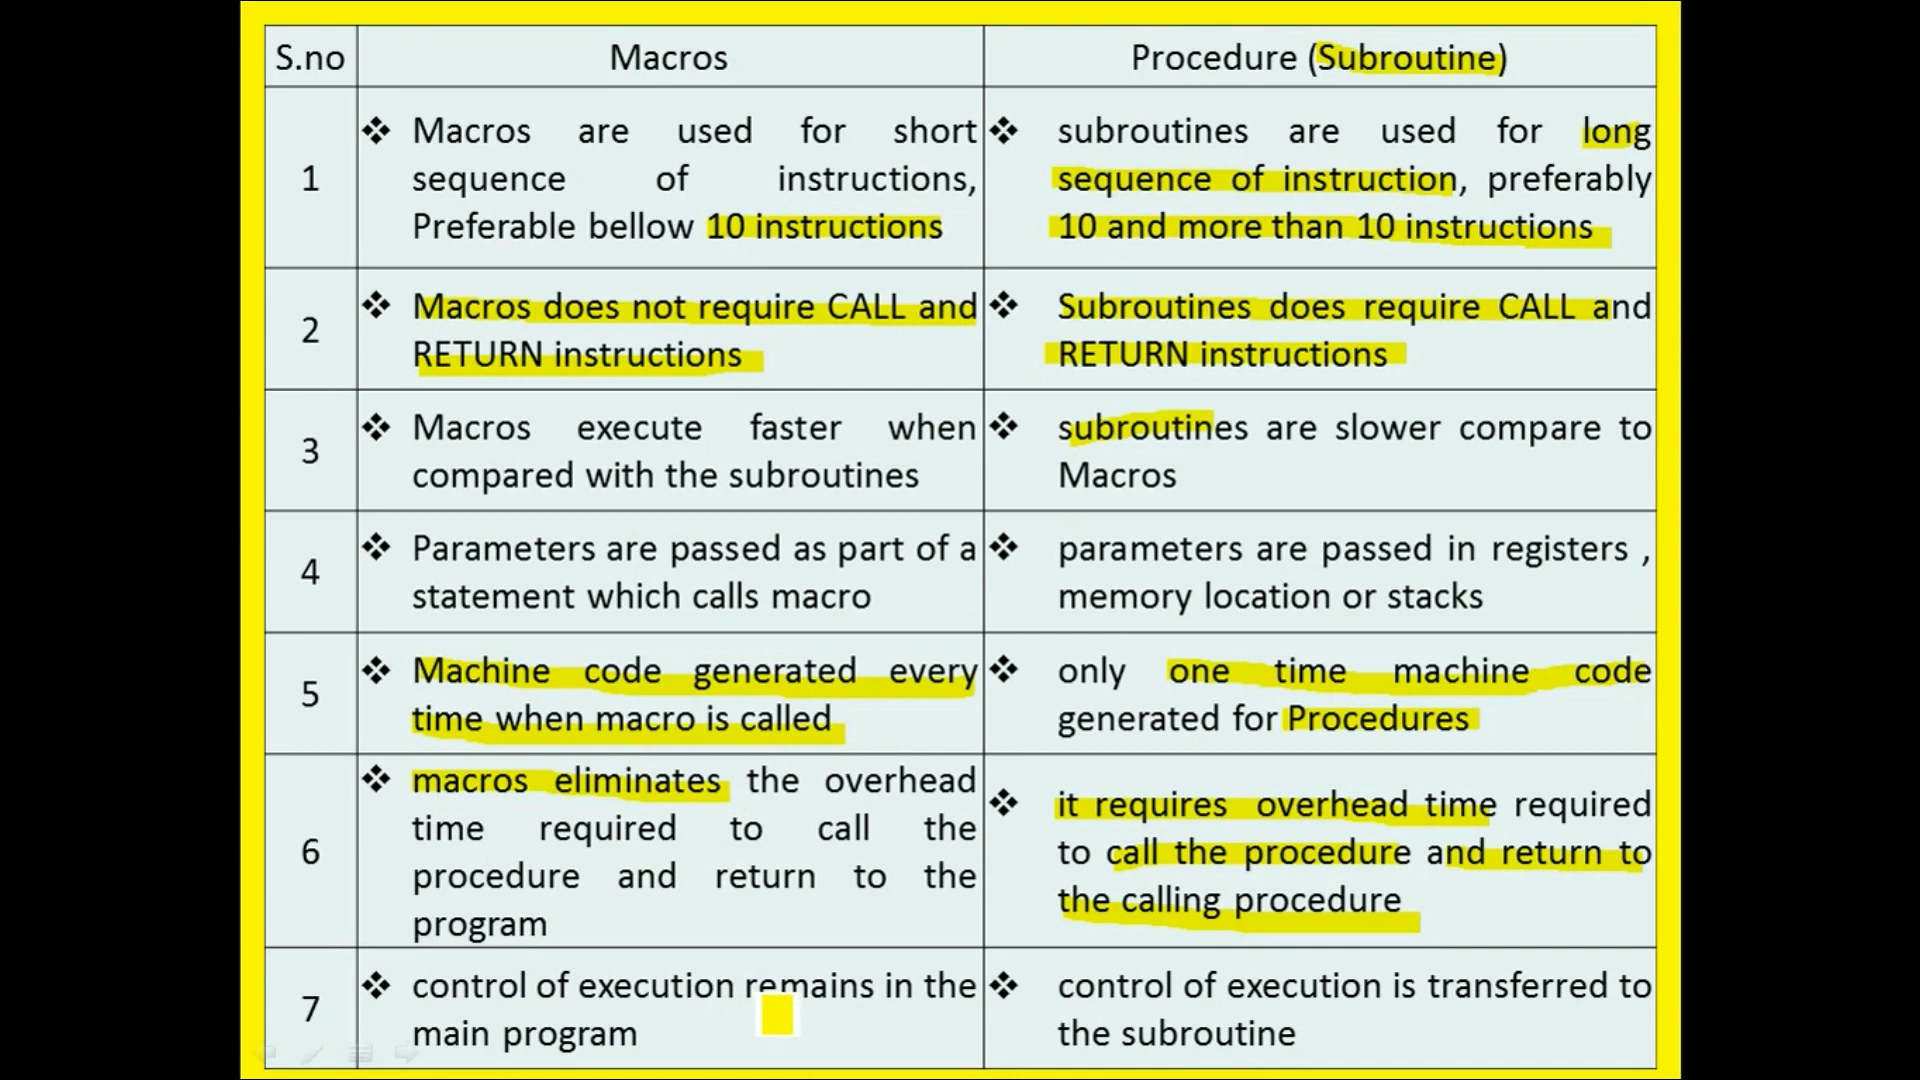 S.no
Macros
Procedure (Subroutine)
1
❖ Macros are used for short
sequence of instructions,
Preferable bellow 10 instructions
❖ subroutines are used for long
sequence of instruction, preferably
10 and more than 10 instructions
2
❖ Macros does not require CALL and
RETURN instructions
❖ Subroutines does require CALL and
RETURN instructions
3
❖ Macros execute faster when
compared with the subroutines
❖ subroutines are slower compare to
Macros
4
❖ Parameters are passed as part of a
statement which calls macro
❖ parameters are passed in registers ,
memory location or stacks
5
❖ Machine code generated every
time when macro is called
❖ only one time machine code
generated for Procedures
6
❖ macros eliminates the overhead
time required to call the
procedure and return to the
program
❖ it requires overhead time required
to call the procedure and return to
the calling procedure
7
❖ control of execution remains in the
main program
❖ control of execution is transferred to
the subroutine